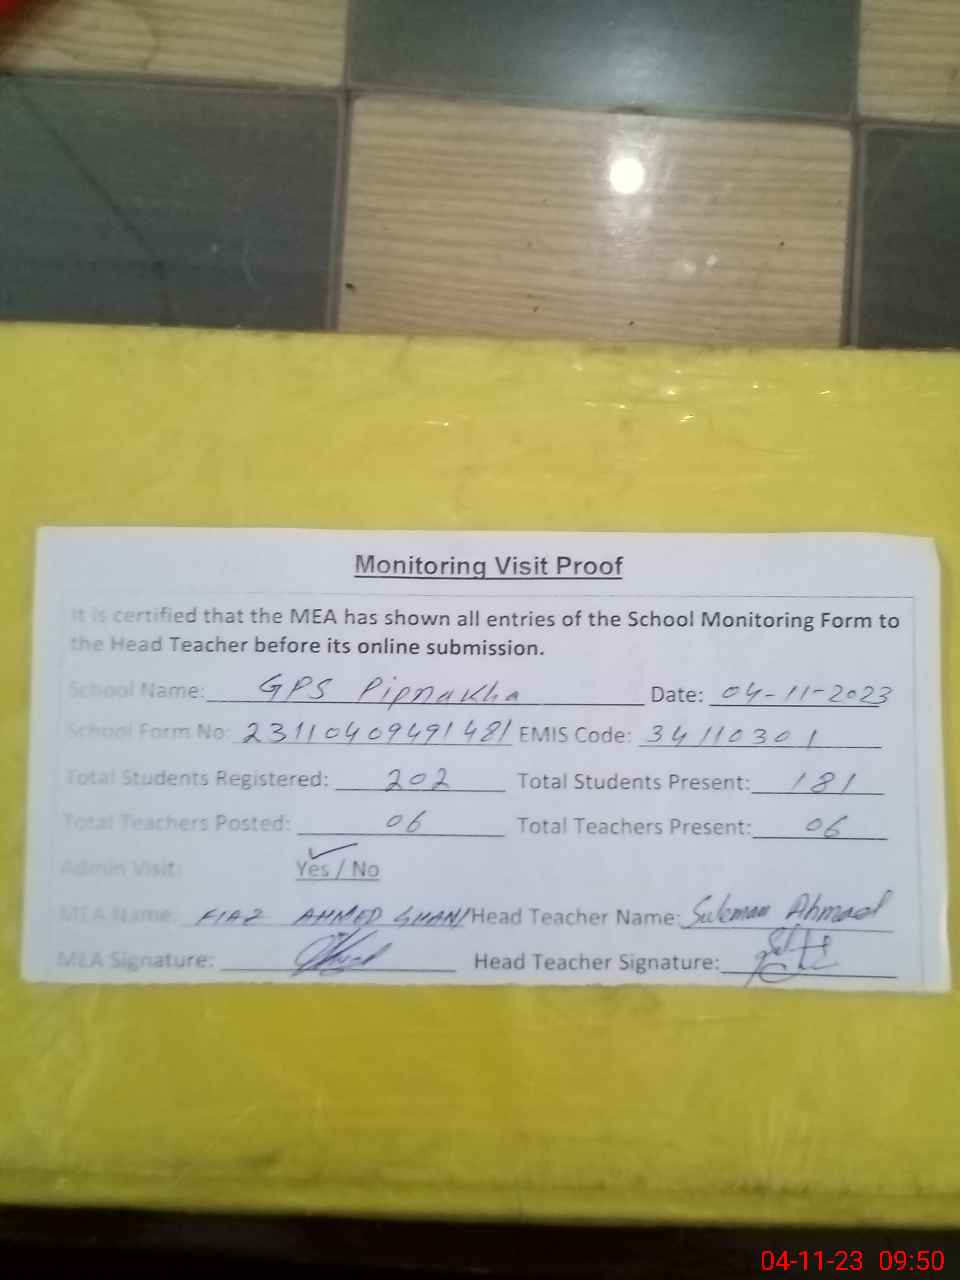 Monitoring Visit Proof
It is certified that the MEA has shown all entries of the School Monitoring Form to
the Head Teacher before its online submission.
School Name: GPS Pipnakha Date: 04-11-2023
School Form No: 23110409491481 EMIS Code: 34110301
Total Students Registered: 202 Total Students Present: 181
Total Teachers Posted: 06 Total Teachers Present: 06
Admin Visit: Yes / No
MEA Name: FIAZ AHMED GHANI Head Teacher Name: Suleman Ahmad
MEA Signature: Head Teacher Signature:
04-11-23 09:50